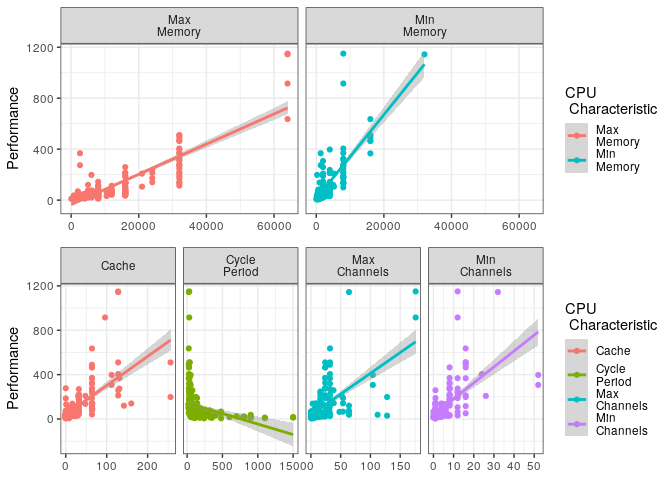 Max
Memory
Min
Memory
1200
800
400
0
Performance
0
20000
40000
60000
0
20000
40000
60000
CPU
Characteristic
Max
Memory
Min
Memory
Cache
Cycle
Period
Max
Channels
Min
Channels
1200
800
400
0
Performance
0
100
200
0
500
1000
1500
0
50
100
150
0
10
20
30
40
50
CPU
Characteristic
Cache
Cycle
Period
Max
Channels
Min
Channels